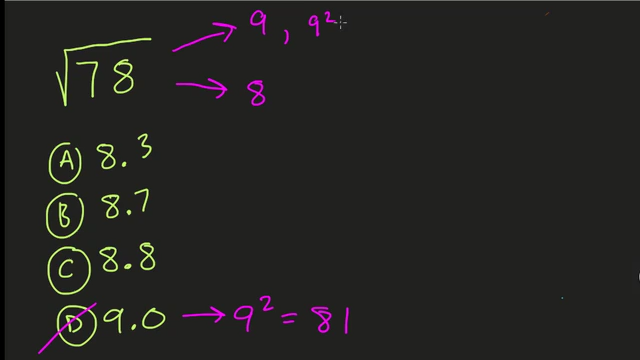 √78 → 9, 9²
→ 8
A 8.3
B 8.7
C 8.8
D 9.0 → 9² = 81